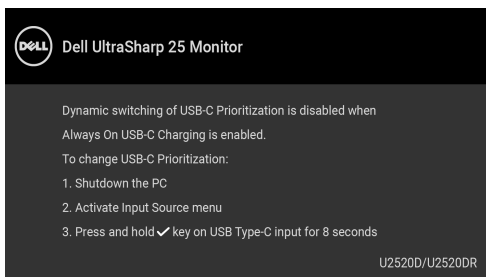 DELL Dell UltraSharp 25 Monitor
Dynamic switching of USB-C Prioritization is disabled when
Always On USB-C Charging is enabled.
To change USB-C Prioritization:
1. Shutdown the PC
2. Activate Input Source menu
3. Press and hold ✓ key on USB Type-C input for 8 seconds
U2520D/U2520DR